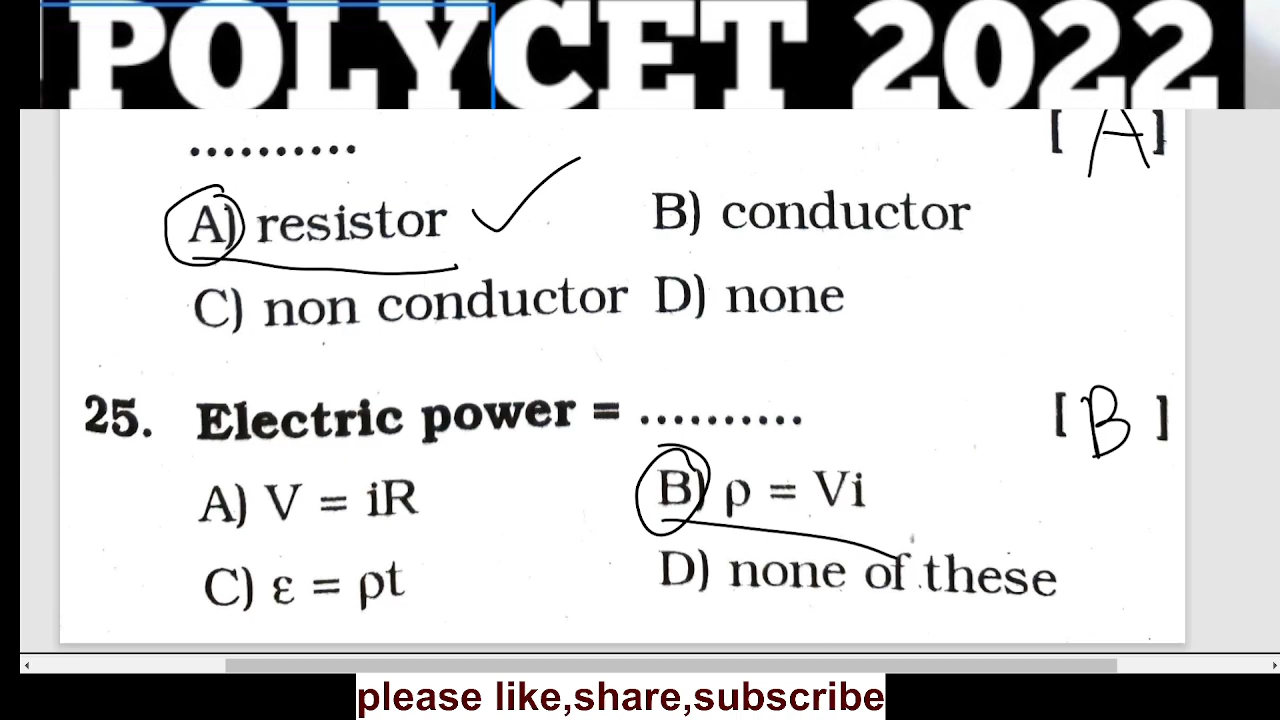 POLYCET 2022
.......... [ A ]
A) resistor ✓ B) conductor
C) non conductor D) none
25. Electric power = .......... [ B ]
A) V = iR B) ρ = Vi
C) ε = ρt D) none of these
please like,share,subscribe